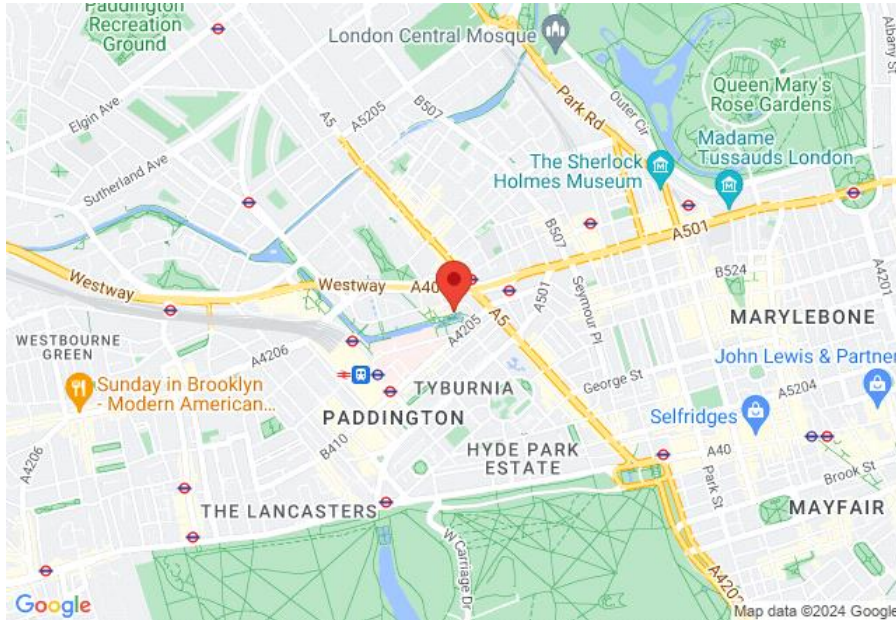 Paddington
Recreation
Ground
London Central Mosque
Albany St
A5205
B507
A5
Park Rd
Outer Cir
Queen Mary's
Rose Gardens
Elgin Ave
Madame
Tussauds London
The Sherlock
Holmes Museum
Sutherland Ave
B507
A501
Westway
Westway
A40
A501
B524
A4201
Seymour Pl
A5
A4205
MARYLEBONE
WESTBOURNE
GREEN
A4206
John Lewis & Partner
Sunday in Brooklyn
- Modern American...
TYBURNIA
George St
A5204
PADDINGTON
Selfridges
B410
HYDE PARK
ESTATE
A40
A4206
Park St
Brook St
THE LANCASTERS
MAYFAIR
W Carriage Dr
A4202
Google
Map data ©2024 Google